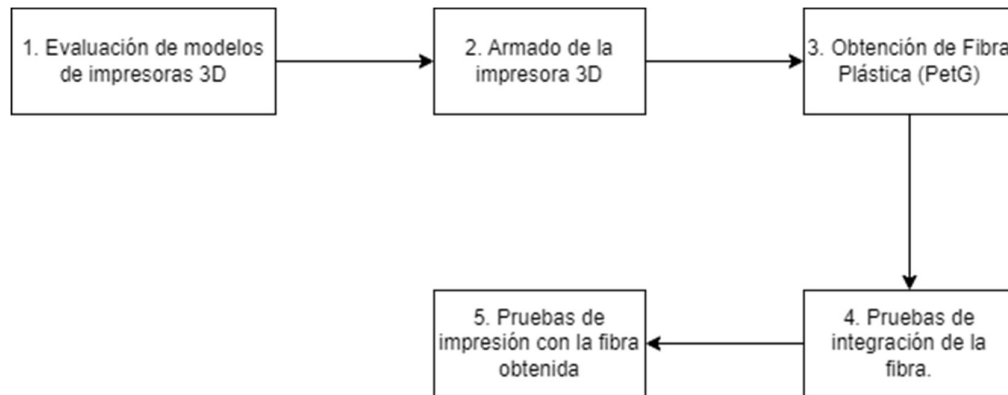 1. Evaluación de modelos
de impresoras 3D
2. Armado de la
impresora 3D
3. Obtención de Fibra
Plástica (PetG)
4. Pruebas de
integración de la
fibra.
5. Pruebas de
impresión con la fibra
obtenida